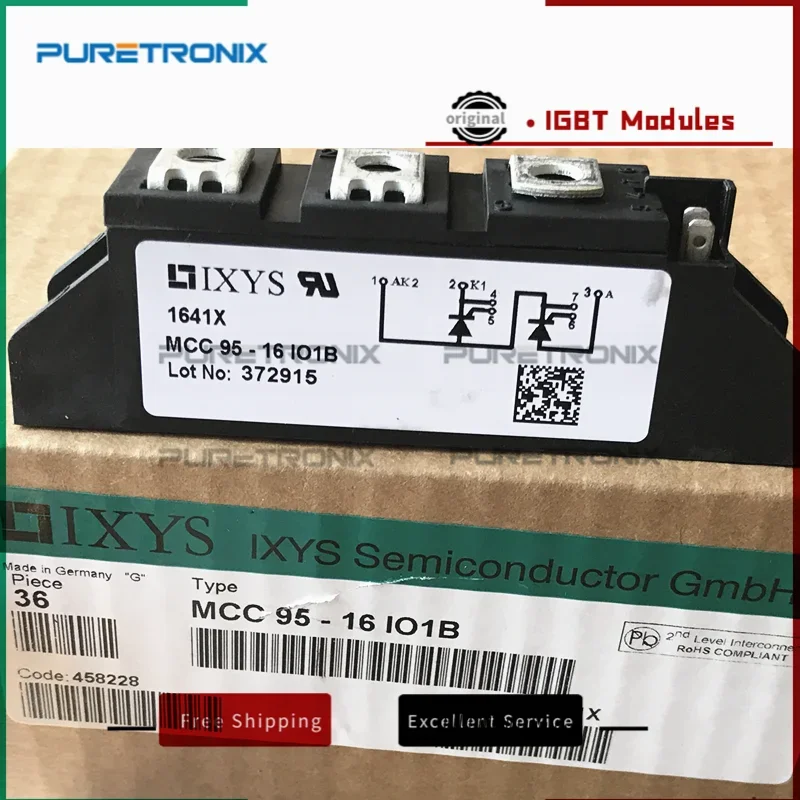 PURETRONIX
original
• IGBT Modules
2
IXYS
1 AK2
2 K1
4
5
7
6
3 A
1641X
MCC 95 - 16 IO1B
Lot No: 372915
PURETRONIX PURETRONIX
PURETRONIX PURETRONIX
IXYS IXYS Semiconductor GmbH
Made in Germany "G"
Piece
36
Type
MCC 95 - 16 IO1B
Pb 2nd Level Interconne
RoHS COMPLIANT
Code: 458228
X
Free Shipping
Excellent Service